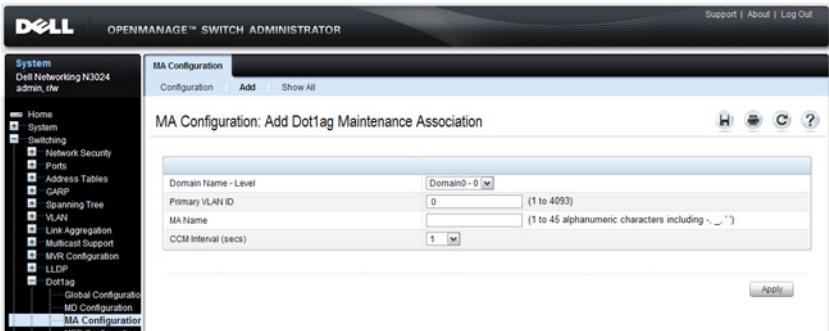 Support | About | Log Out
DELL OPENMANAGE™ SWITCH ADMINISTRATOR
System
Dell Networking N3024
admin, r/w
Home
System
Switching
Network Security
Ports
Address Tables
GARP
Spanning Tree
VLAN
Link Aggregation
Multicast Support
MVR Configuration
LLDP
Dot1ag
Global Configuratio
MD Configuration
MA Configuration
MA Configuration
Configuration Add Show All
MA Configuration: Add Dot1ag Maintenance Association
Domain Name - Level Domain0 - 0
Primary VLAN ID 0 (1 to 4093)
MA Name (1 to 45 alphanumeric characters including -, _, ' ')
CCM Interval (secs) 1
Apply